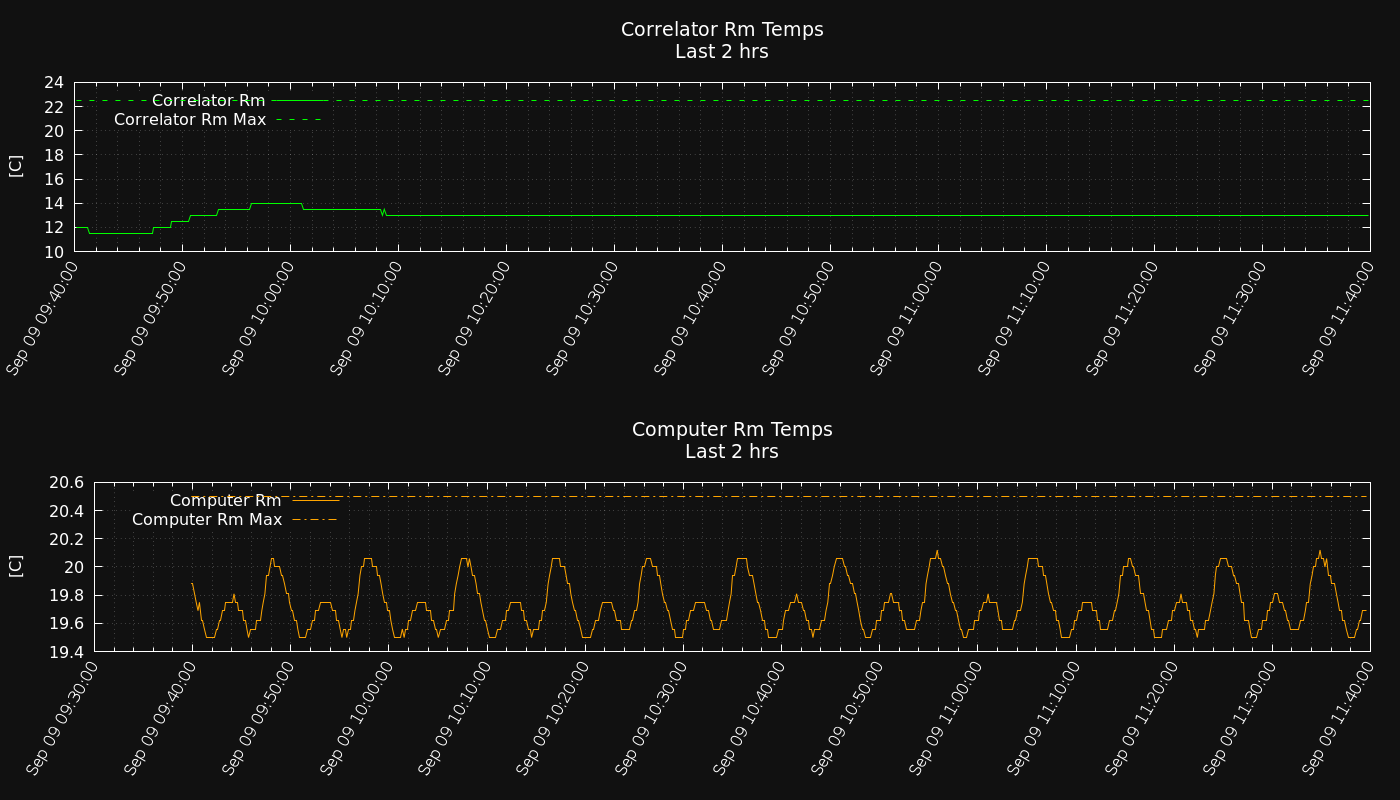 Correlator Rm Temps
Last 2 hrs
24
22
20
18
16
14
12
10
[C]
Correlator Rm
Correlator Rm Max
Sep 09 09:40:00
Sep 09 09:50:00
Sep 09 10:00:00
Sep 09 10:10:00
Sep 09 10:20:00
Sep 09 10:30:00
Sep 09 10:40:00
Sep 09 10:50:00
Sep 09 11:00:00
Sep 09 11:10:00
Sep 09 11:20:00
Sep 09 11:30:00
Sep 09 11:40:00
Computer Rm Temps
Last 2 hrs
20.6
20.4
20.2
20
19.8
19.6
19.4
[C]
Computer Rm
Computer Rm Max
Sep 09 09:30:00
Sep 09 09:40:00
Sep 09 09:50:00
Sep 09 10:00:00
Sep 09 10:10:00
Sep 09 10:20:00
Sep 09 10:30:00
Sep 09 10:40:00
Sep 09 10:50:00
Sep 09 11:00:00
Sep 09 11:10:00
Sep 09 11:20:00
Sep 09 11:30:00
Sep 09 11:40:00